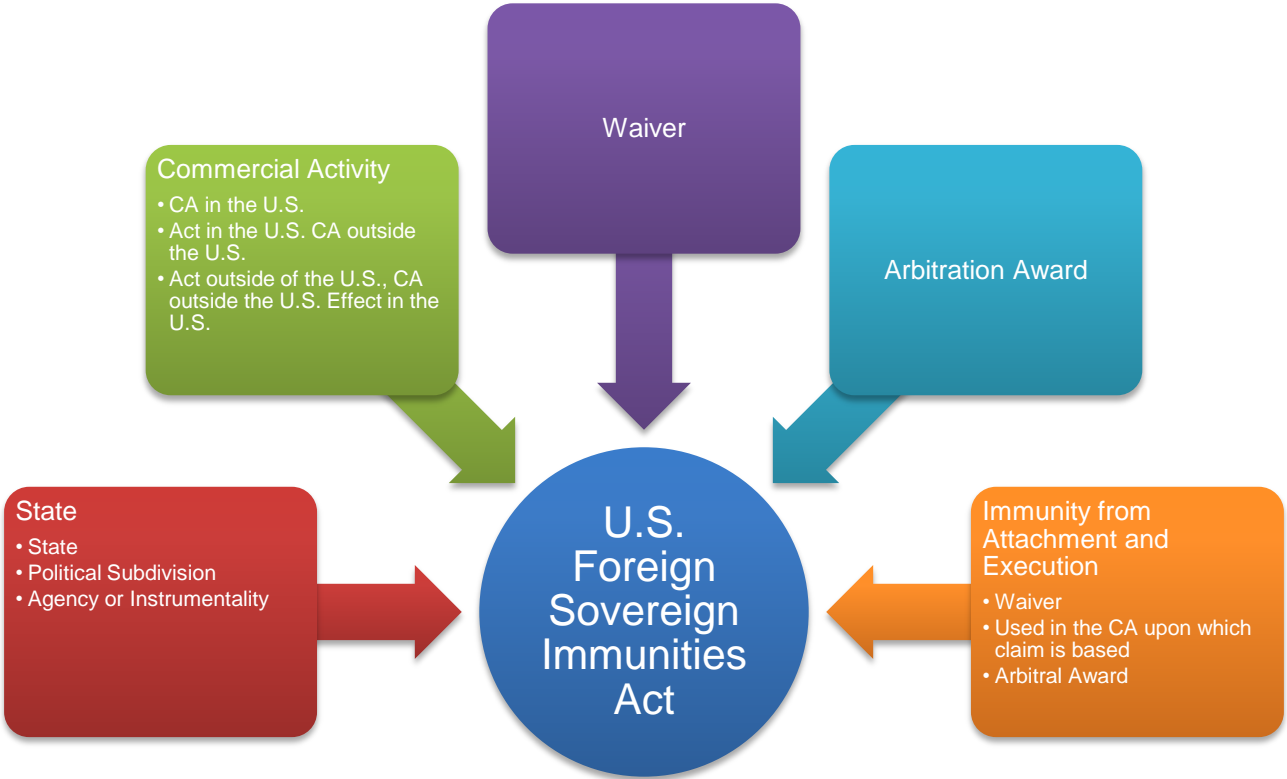 Waiver
Commercial Activity
• CA in the U.S.
• Act in the U.S. CA outside
the U.S.
• Act outside of the U.S., CA
outside the U.S. Effect in the
U.S.
Arbitration Award
State
• State
• Political Subdivision
• Agency or Instrumentality
U.S.
Foreign
Sovereign
Immunities
Act
Immunity from
Attachment and
Execution
• Waiver
• Used in the CA upon which
claim is based
• Arbitral Award